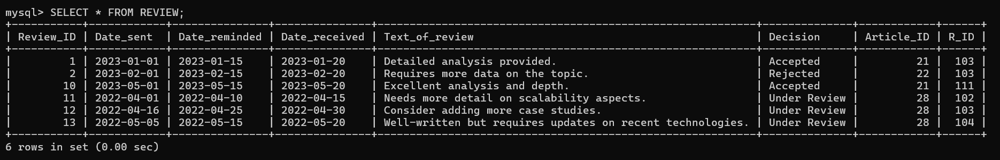 mysql> SELECT * FROM REVIEW;
+-----------+------------+---------------+---------------+-----------------------------------------------------------+--------------+------------+------+
| Review_ID | Date_sent  | Date_reminded | Date_received | Text_of_review                                            | Decision     | Article_ID | R_ID |
+-----------+------------+---------------+---------------+-----------------------------------------------------------+--------------+------------+------+
|         1 | 2023-01-01 | 2023-01-15    | 2023-01-20    | Detailed analysis provided.                               | Accepted     |         21 |  103 |
|         2 | 2023-02-01 | 2023-02-15    | 2023-02-20    | Requires more data on the topic.                          | Rejected     |         22 |  103 |
|        10 | 2023-05-01 | 2023-05-15    | 2023-05-20    | Excellent analysis and depth.                             | Accepted     |         21 |  111 |
|        11 | 2022-04-01 | 2022-04-10    | 2022-04-15    | Needs more detail on scalability aspects.                 | Under Review |         28 |  102 |
|        12 | 2022-04-16 | 2022-04-25    | 2022-04-30    | Consider adding more case studies.                        | Under Review |         28 |  103 |
|        13 | 2022-05-05 | 2022-05-15    | 2022-05-20    | Well-written but requires updates on recent technologies. | Under Review |         28 |  104 |
+-----------+------------+---------------+---------------+-----------------------------------------------------------+--------------+------------+------+
6 rows in set (0.00 sec)